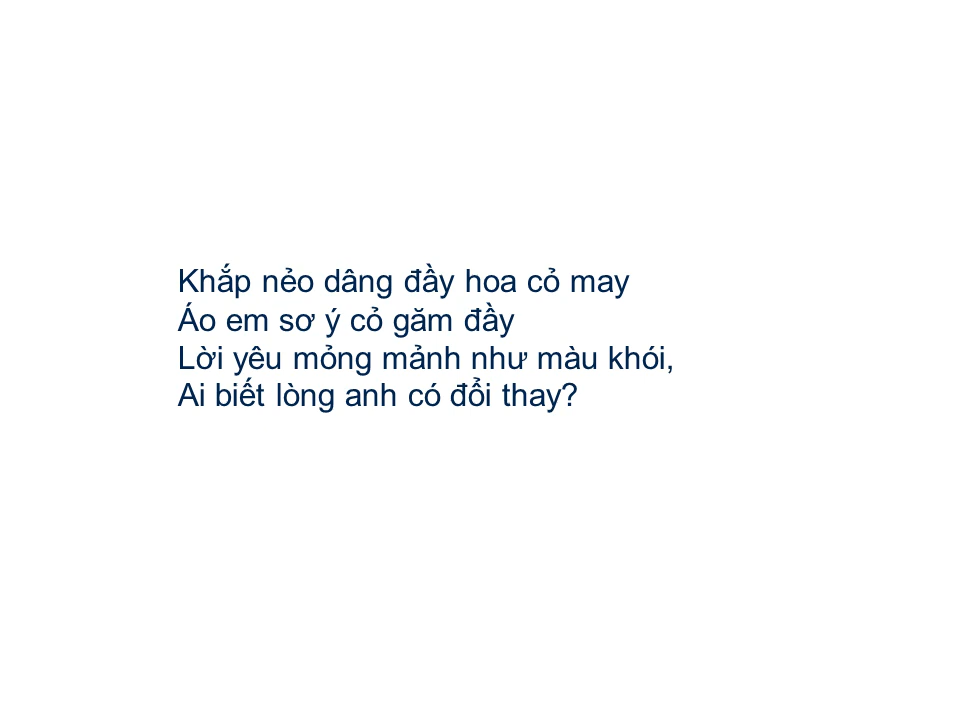 Khắp nẻo dâng đầy hoa cỏ may
Áo em sơ ý cỏ găm đầy
Lời yêu mỏng mảnh như màu khói,
Ai biết lòng anh có đổi thay?